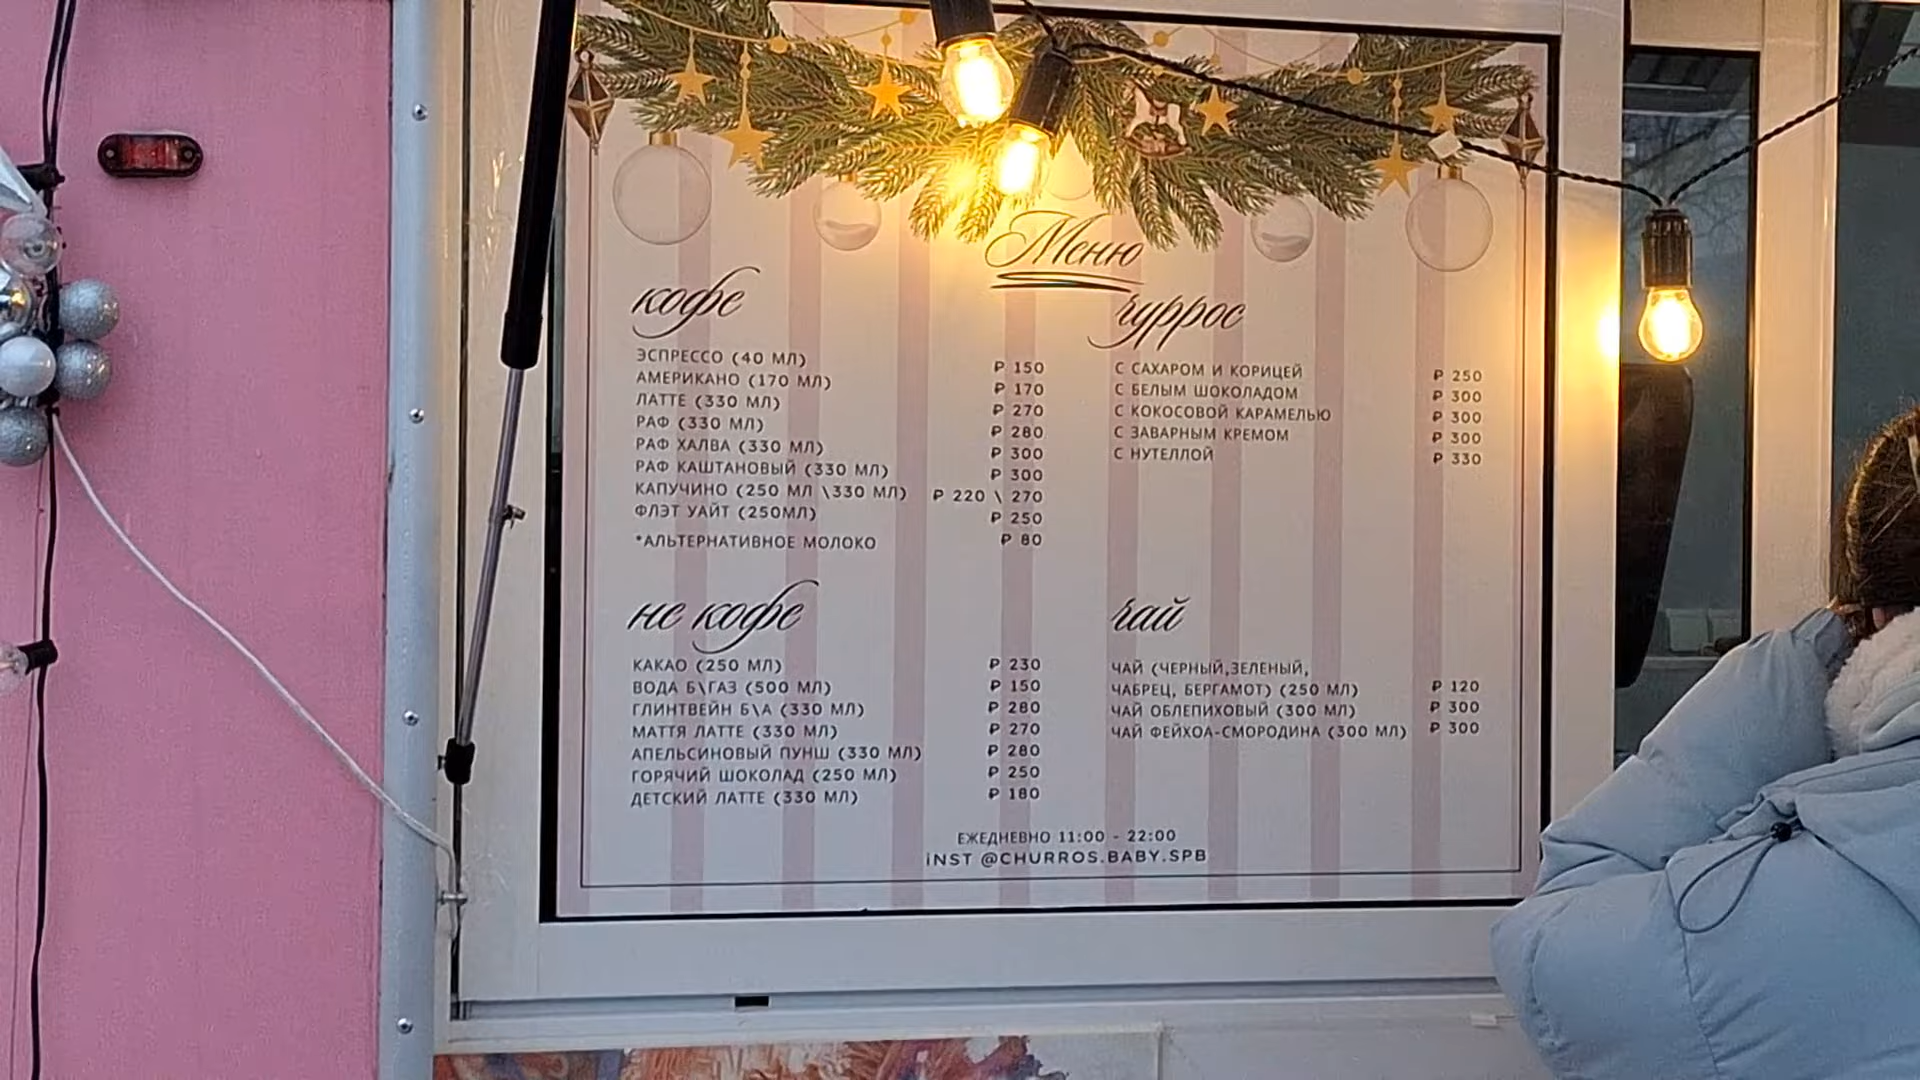 Меню
кофе
ЭСПРЕССО (40 МЛ) ₽ 150
АМЕРИКАНО (170 МЛ) ₽ 170
ЛАТТЕ (330 МЛ) ₽ 270
РАФ (330 МЛ) ₽ 280
РАФ ХАЛВА (330 МЛ) ₽ 300
РАФ КАШТАНОВЫЙ (330 МЛ) ₽ 300
КАПУЧИНО (250 МЛ \330 МЛ) ₽ 220 \ 270
ФЛЭТ УАЙТ (250МЛ) ₽ 250
*АЛЬТЕРНАТИВНОЕ МОЛОКО ₽ 80
чуррос
С САХАРОМ И КОРИЦЕЙ ₽ 250
С БЕЛЫМ ШОКОЛАДОМ ₽ 300
С КОКОСОВОЙ КАРАМЕЛЬЮ ₽ 300
С ЗАВАРНЫМ КРЕМОМ ₽ 300
С НУТЕЛЛОЙ ₽ 330
не кофе
КАКАО (250 МЛ) ₽ 230
ВОДА Б\ГАЗ (500 МЛ) ₽ 150
ГЛИНТВЕЙН Б\А (330 МЛ) ₽ 280
МАТТЯ ЛАТТЕ (330 МЛ) ₽ 270
АПЕЛЬСИНОВЫЙ ПУНШ (330 МЛ) ₽ 280
ГОРЯЧИЙ ШОКОЛАД (250 МЛ) ₽ 250
ДЕТСКИЙ ЛАТТЕ (330 МЛ) ₽ 180
чай
ЧАЙ (ЧЕРНЫЙ,ЗЕЛЕНЫЙ,
ЧАБРЕЦ, БЕРГАМОТ) (250 МЛ) ₽ 120
ЧАЙ ОБЛЕПИХОВЫЙ (300 МЛ) ₽ 300
ЧАЙ ФЕЙХОА-СМОРОДИНА (300 МЛ) ₽ 300
ЕЖЕДНЕВНО 11:00 - 22:00
iNST @CHURROS.BABY.SPB